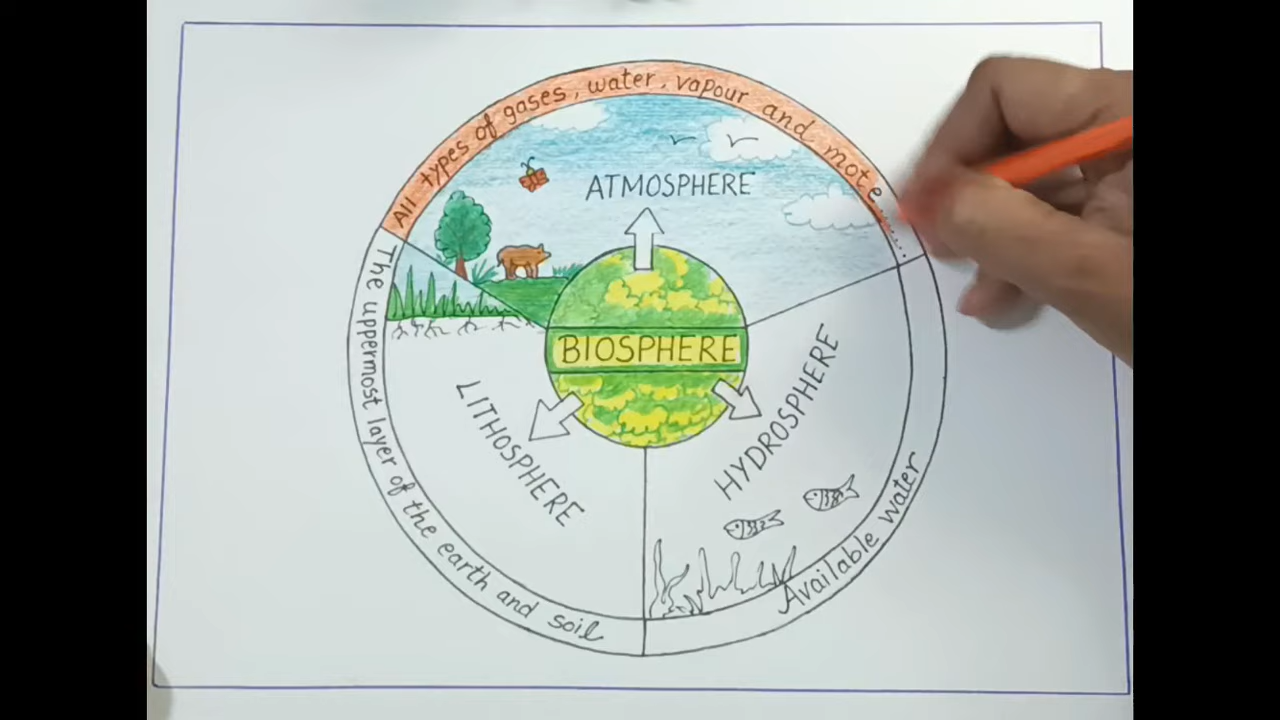 All types of gases, water, vapour and mote.......
ATMOSPHERE
BIOSPHERE
LITHOSPHERE
HYDROSPHERE
The uppermost layer of the earth and soil
Available water